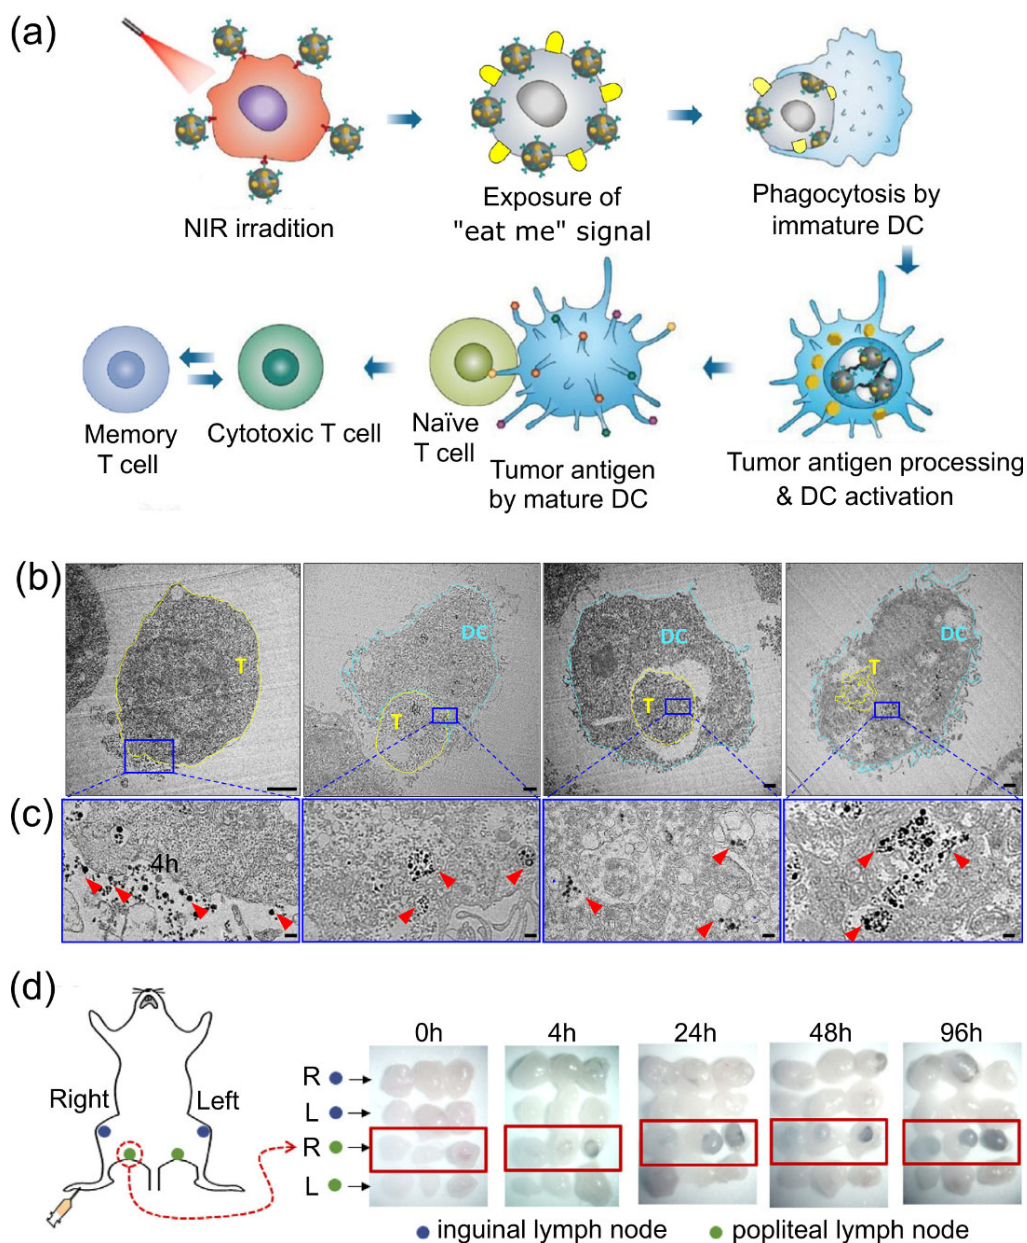 (a)
NIR irradition
Exposure of
"eat me" signal
Phagocytosis by
immature DC
Memory
T cell
Cytotoxic T cell
Naïve
T cell
Tumor antigen
by mature DC
Tumor antigen processing
& DC activation
(b)
T
DC
T
DC
T
DC
T
(c)
4h
(d)
Right
Left
0h
4h
24h
48h
96h
R
L
R
L
inguinal lymph node
popliteal lymph node